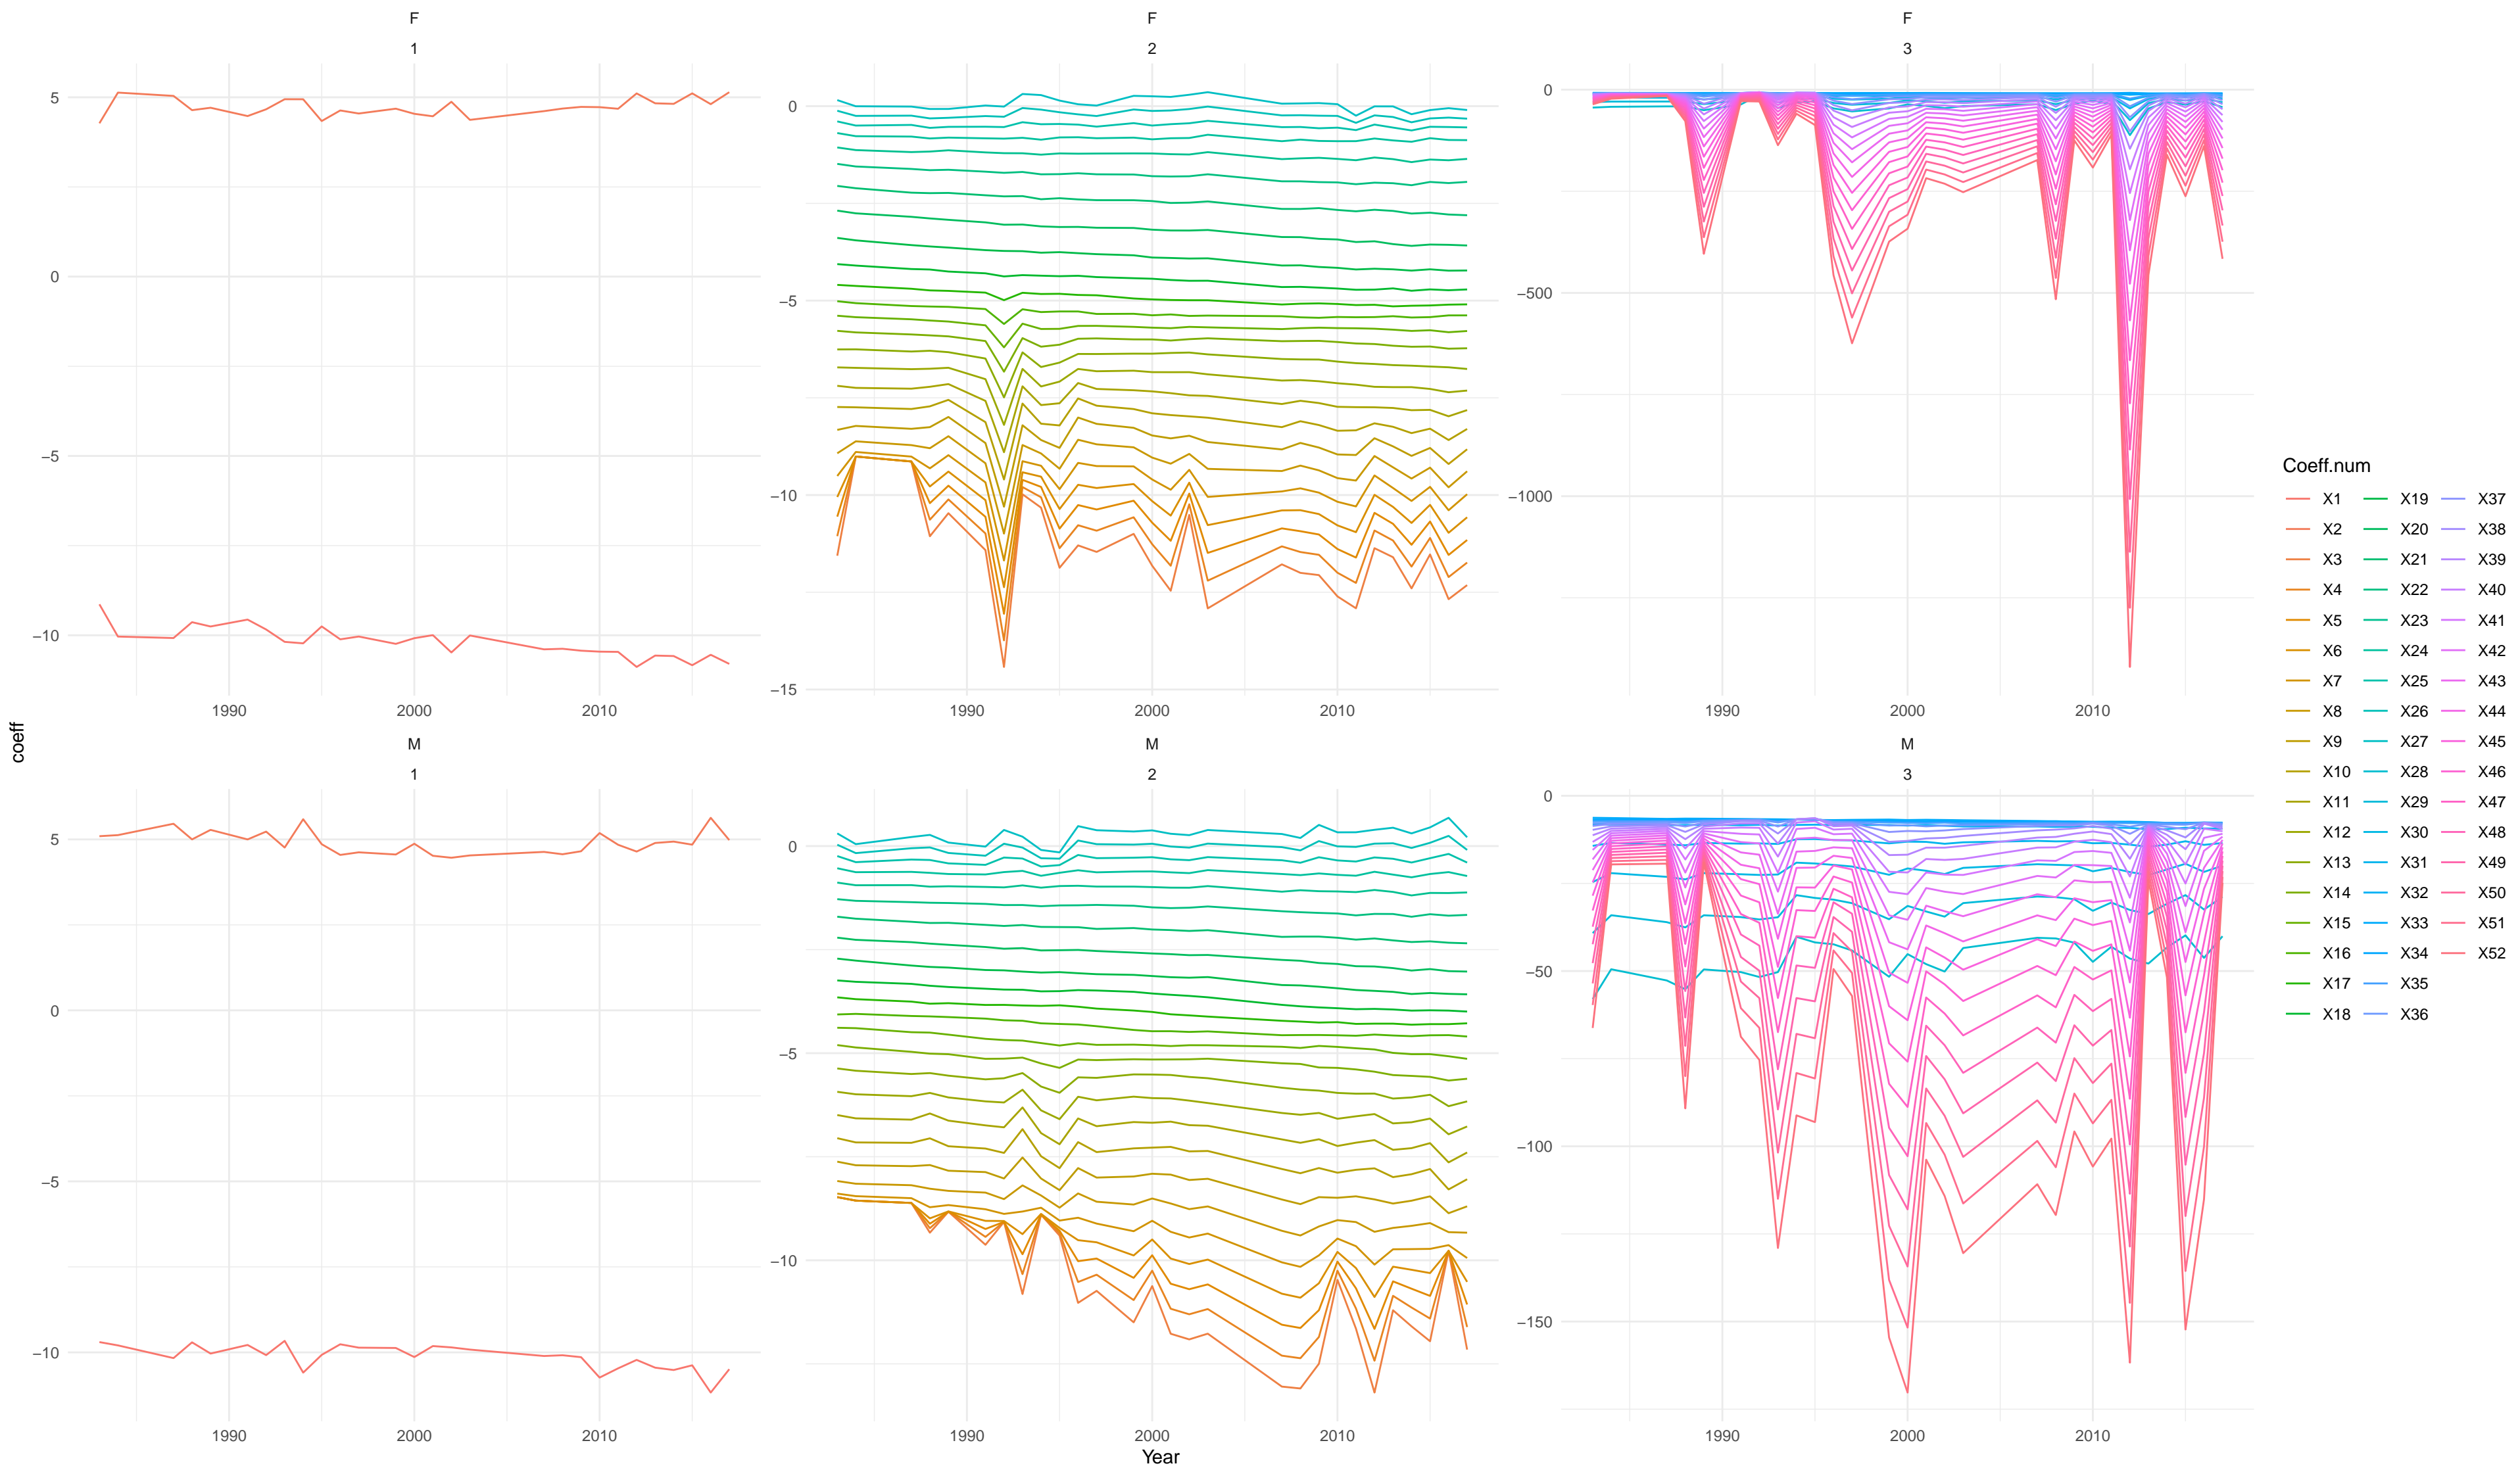 F
1
5
0
−5
−10
1990
2000
2010
F
2
0
−5
−10
−15
1990
2000
2010
F
3
0
−500
−1000
1990
2000
2010
M
1
5
0
−5
−10
1990
2000
2010
M
2
0
−5
−10
1990
2000
2010
M
3
0
−50
−100
−150
1990
2000
2010
coeff
Year
Coeff.num
X1
X2
X3
X4
X5
X6
X7
X8
X9
X10
X11
X12
X13
X14
X15
X16
X17
X18
X19
X20
X21
X22
X23
X24
X25
X26
X27
X28
X29
X30
X31
X32
X33
X34
X35
X36
X37
X38
X39
X40
X41
X42
X43
X44
X45
X46
X47
X48
X49
X50
X51
X52